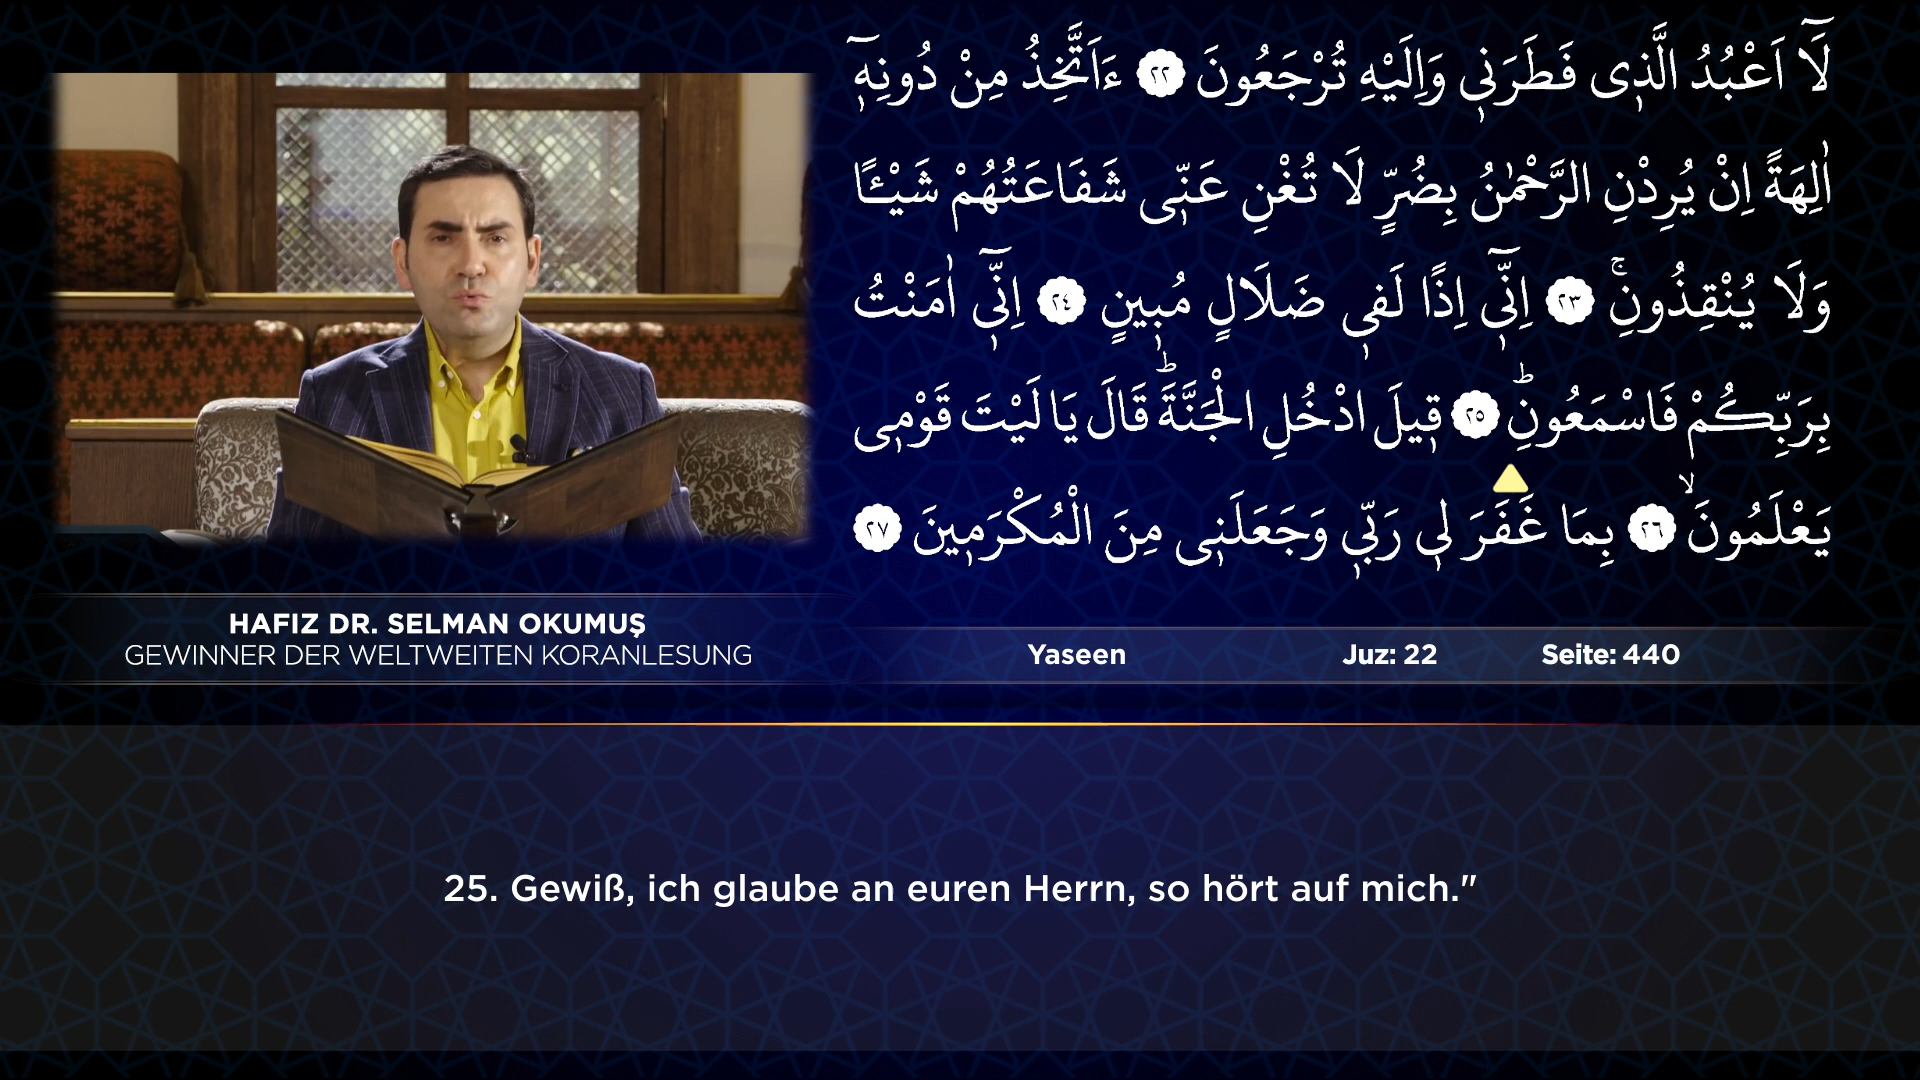 لَٓا اَعْبُدُ الَّذٖى فَطَرَنٖى وَاِلَيْهِ تُرْجَعُونَ ٢٢ ءَاَتَّخِذُ مِنْ دُونِهٖٓ
اٰلِهَةً اِنْ يُرِدْنِ الرَّحْمٰنُ بِضُرٍّ لَا تُغْنِ عَنّٖى شَفَاعَتُهُمْ شَيْـًٔا
وَلَا يُنْقِذُونِۚ ٢٣ اِنّٖٓى اِذًا لَفٖى ضَلَالٍ مُبٖينٍ ٢٤ اِنّٖٓى اٰمَنْتُ
بِرَبِّكُمْ فَاسْمَعُونِؕ ٢٥ قٖيلَ ادْخُلِ الْجَنَّةَؕ قَالَ يَا لَيْتَ قَوْمٖى
يَعْلَمُونَۙ ٢٦ بِمَا غَفَرَ لٖى رَبّٖى وَجَعَلَنٖى مِنَ الْمُكْرَمٖينَ ٢٧
HAFIZ DR. SELMAN OKUMUŞ
GEWINNER DER WELTWEITEN KORANLESUNG
Yaseen Juz: 22 Seite: 440
25. Gewiß, ich glaube an euren Herrn, so hört auf mich."